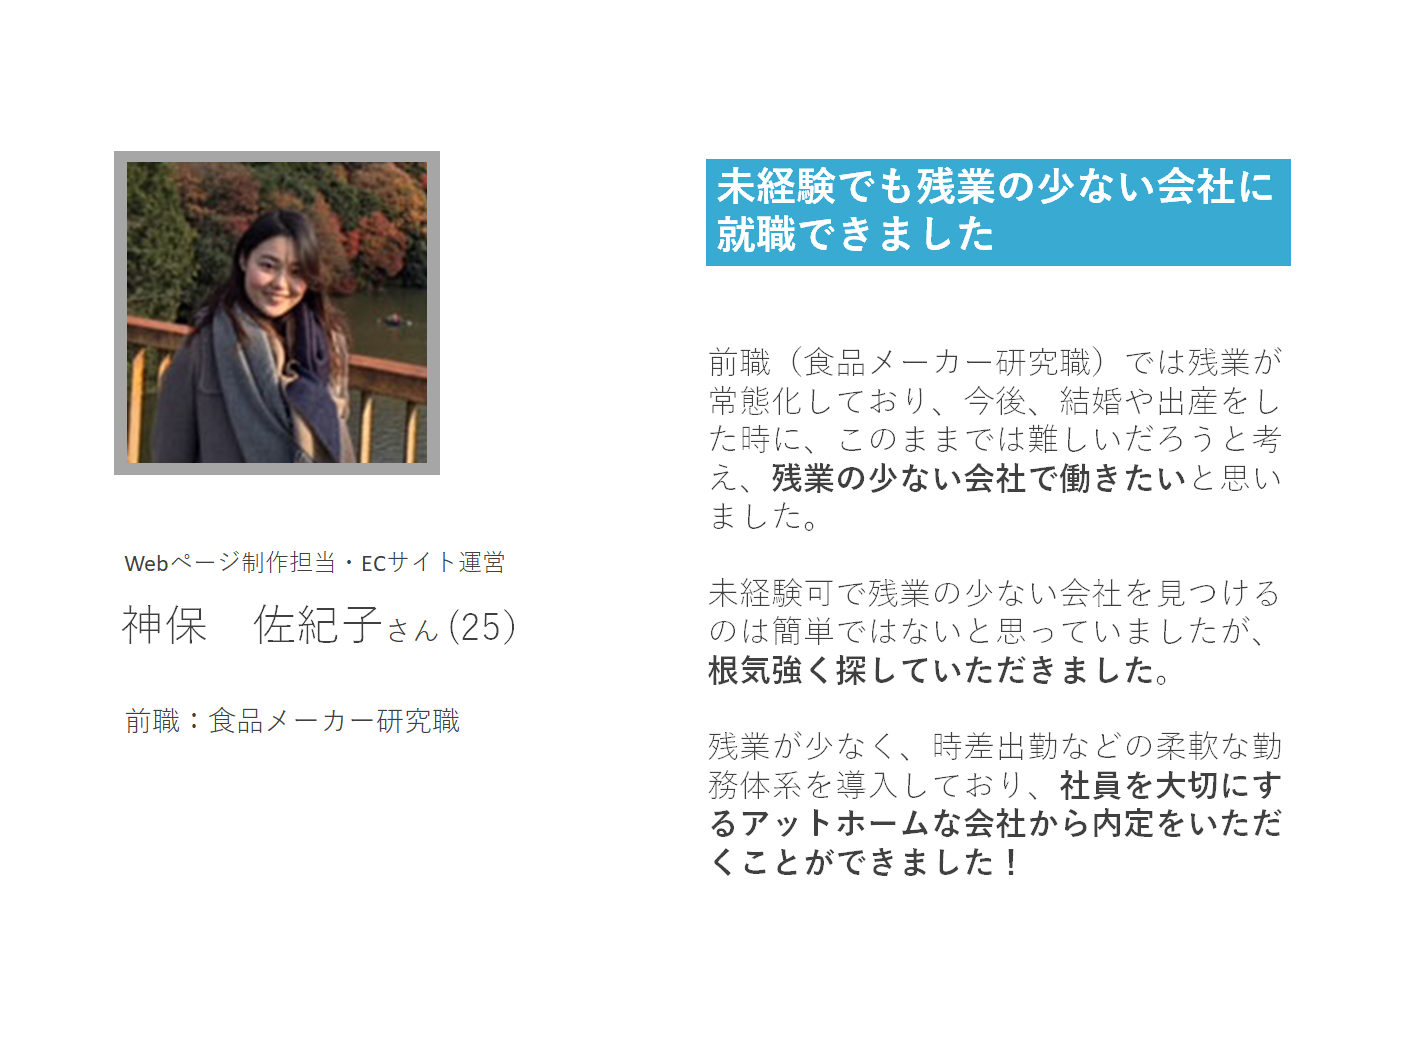 未経験でも残業の少ない会社に
就職できました
前職（食品メーカー研究職）では残業が
常態化しており、今後、結婚や出産をし
た時に、このままでは難しいだろうと考
え、残業の少ない会社で働きたいと思い
ました。
未経験可で残業の少ない会社を見つける
のは簡単ではないと思っていましたが、
根気強く探していただきました。
残業が少なく、時差出勤などの柔軟な勤
務体系を導入しており、社員を大切にす
るアットホームな会社から内定をいただ
くことができました！
Webページ制作担当・ECサイト運営
神保　佐紀子さん (25)
前職：食品メーカー研究職